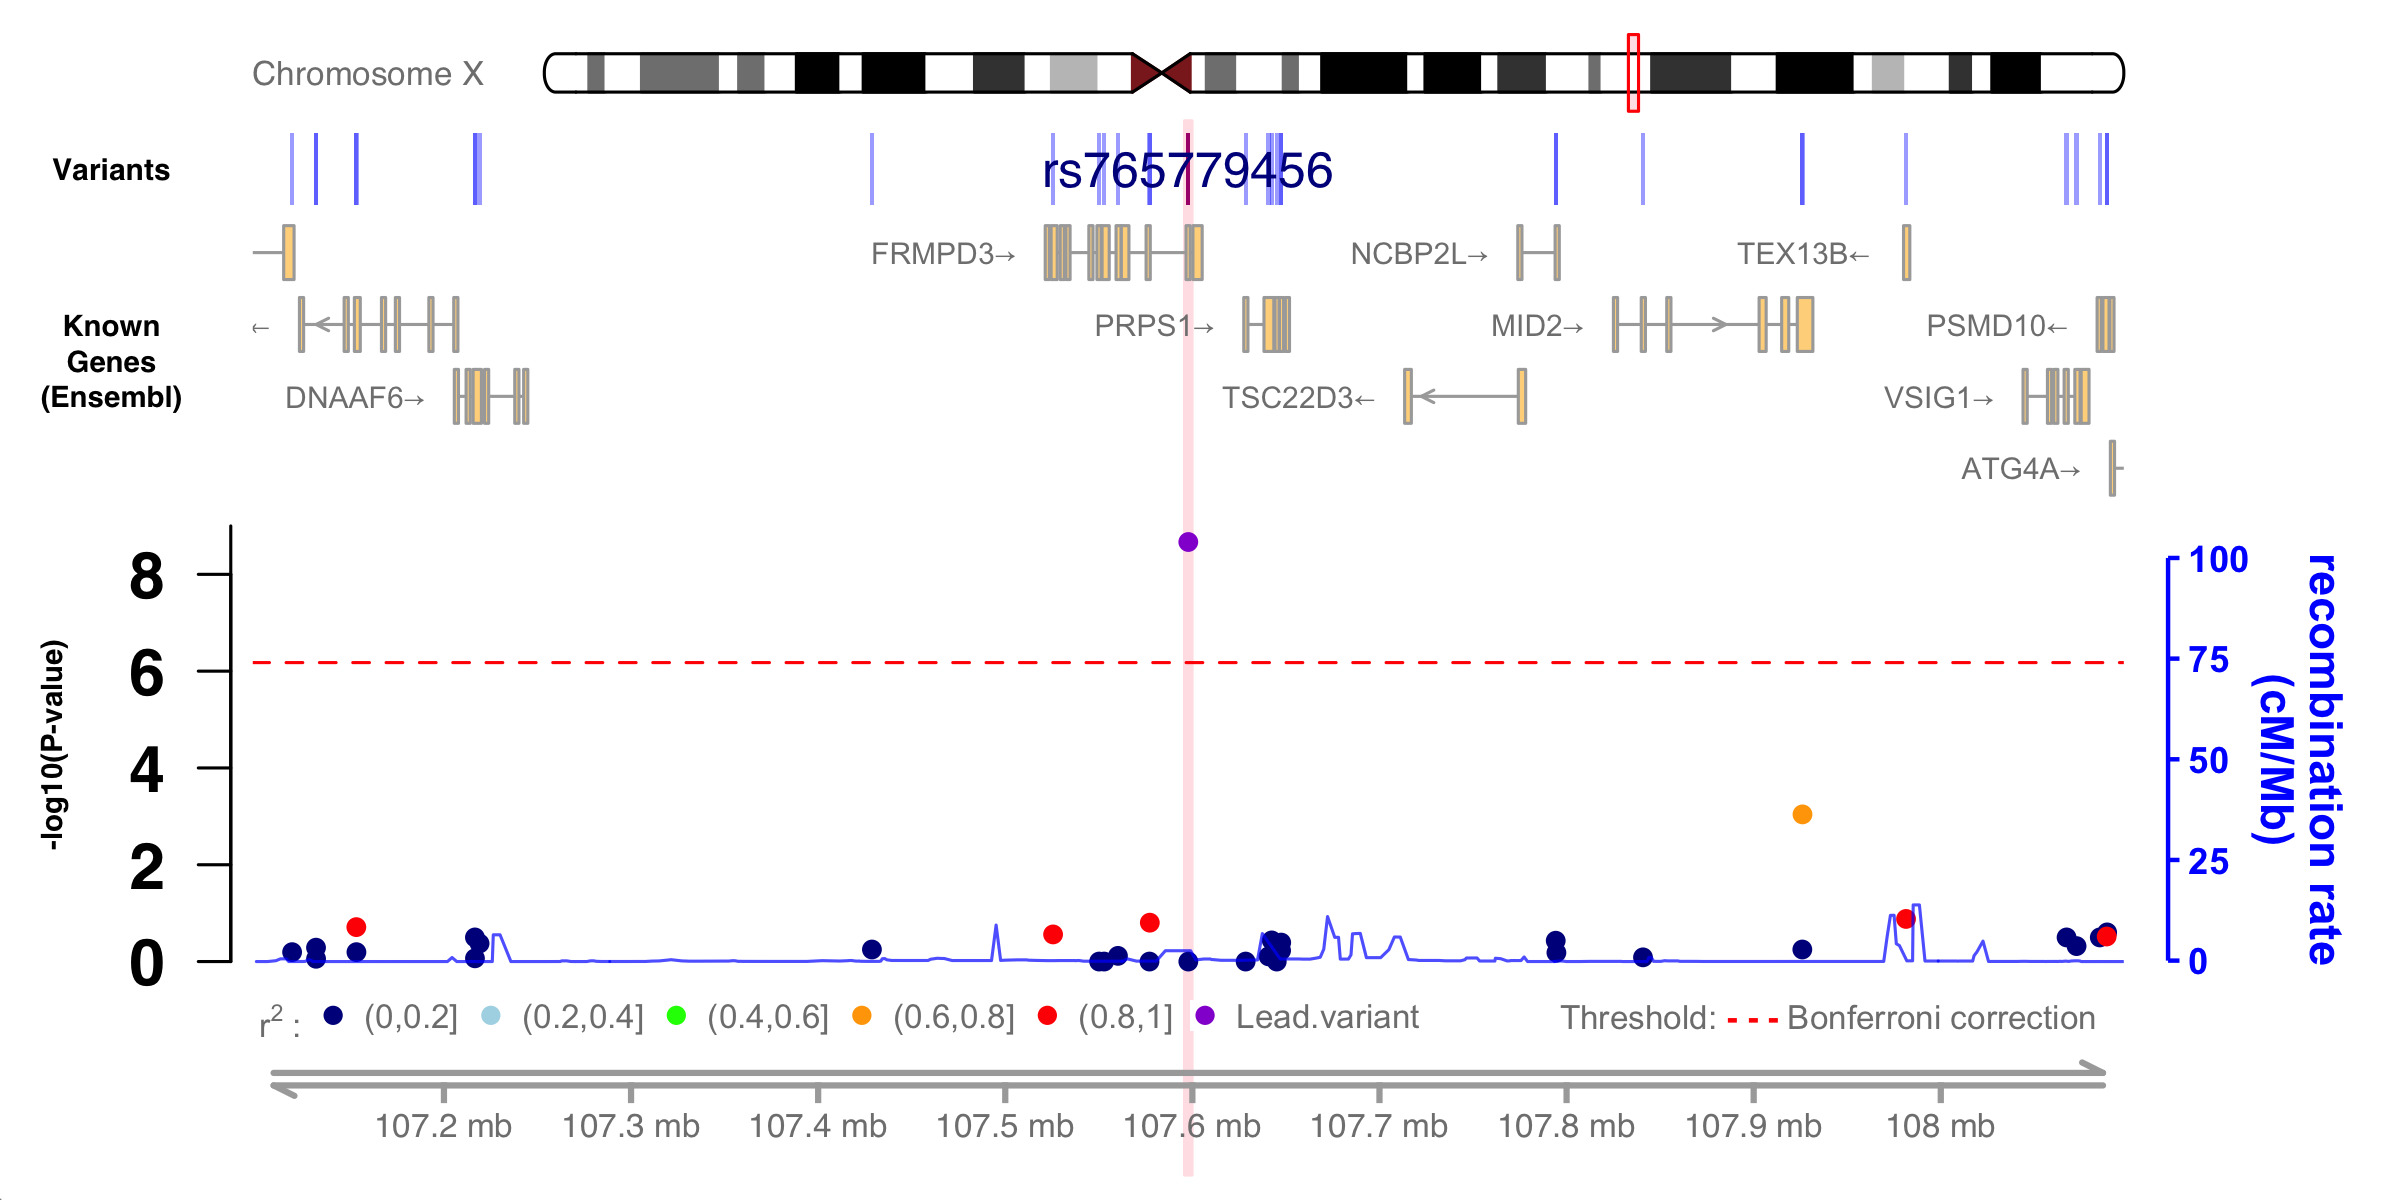 Chromosome X
Variants
rs765779456
FRMPD3→
NCBP2L→
TEX13B←
←
Known
Genes
(Ensembl)
PRPS1→
MID2→
PSMD10←
DNAAF6→
TSC22D3←
VSIG1→
ATG4A→
-log10(P-value)
8
6
4
2
0
100
75
50
25
0
recombination rate
(cM/Mb)
r2 : (0,0.2] (0.2,0.4] (0.4,0.6] (0.6,0.8] (0.8,1] Lead.variant Threshold: Bonferroni correction
107.2 mb 107.3 mb 107.4 mb 107.5 mb 107.6 mb 107.7 mb 107.8 mb 107.9 mb 108 mb